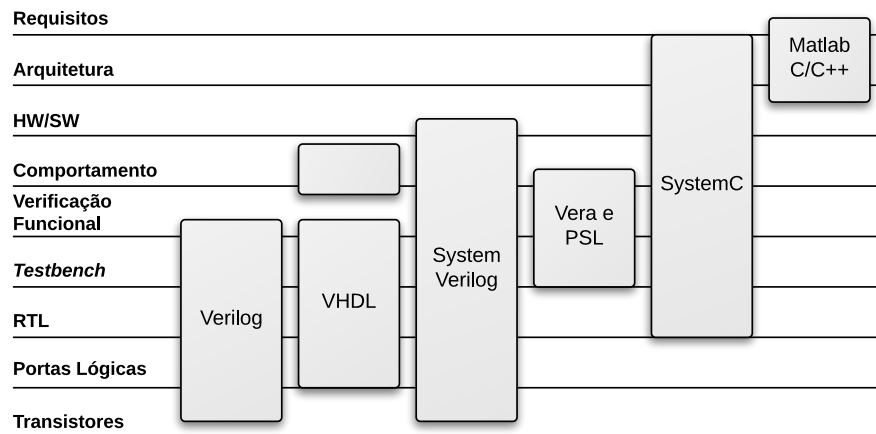 Requisitos
Arquitetura
HW/SW
Comportamento
Verificação
Funcional
Testbench
RTL
Portas Lógicas
Transistores
Verilog
VHDL
System
Verilog
Vera e
PSL
SystemC
Matlab
C/C++